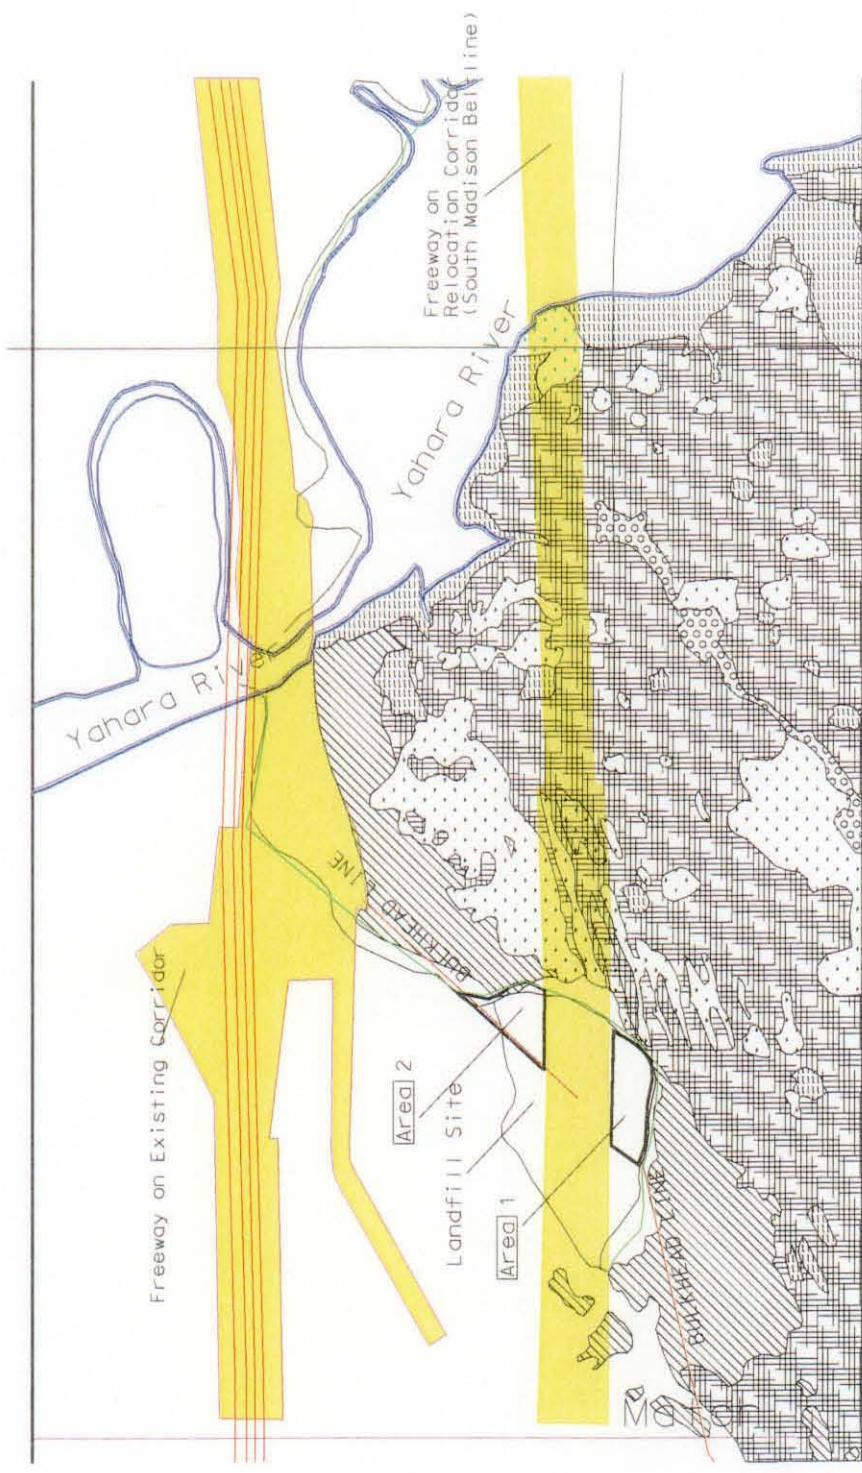 Freeway on Existing Corridor
Yahara River
Yahara River
Freeway on
Relocation Corridor
(South Madison Beltline)
BULKHEAD LINE
Area 2
Landfill Site
Area 1
BULKHEAD LINE